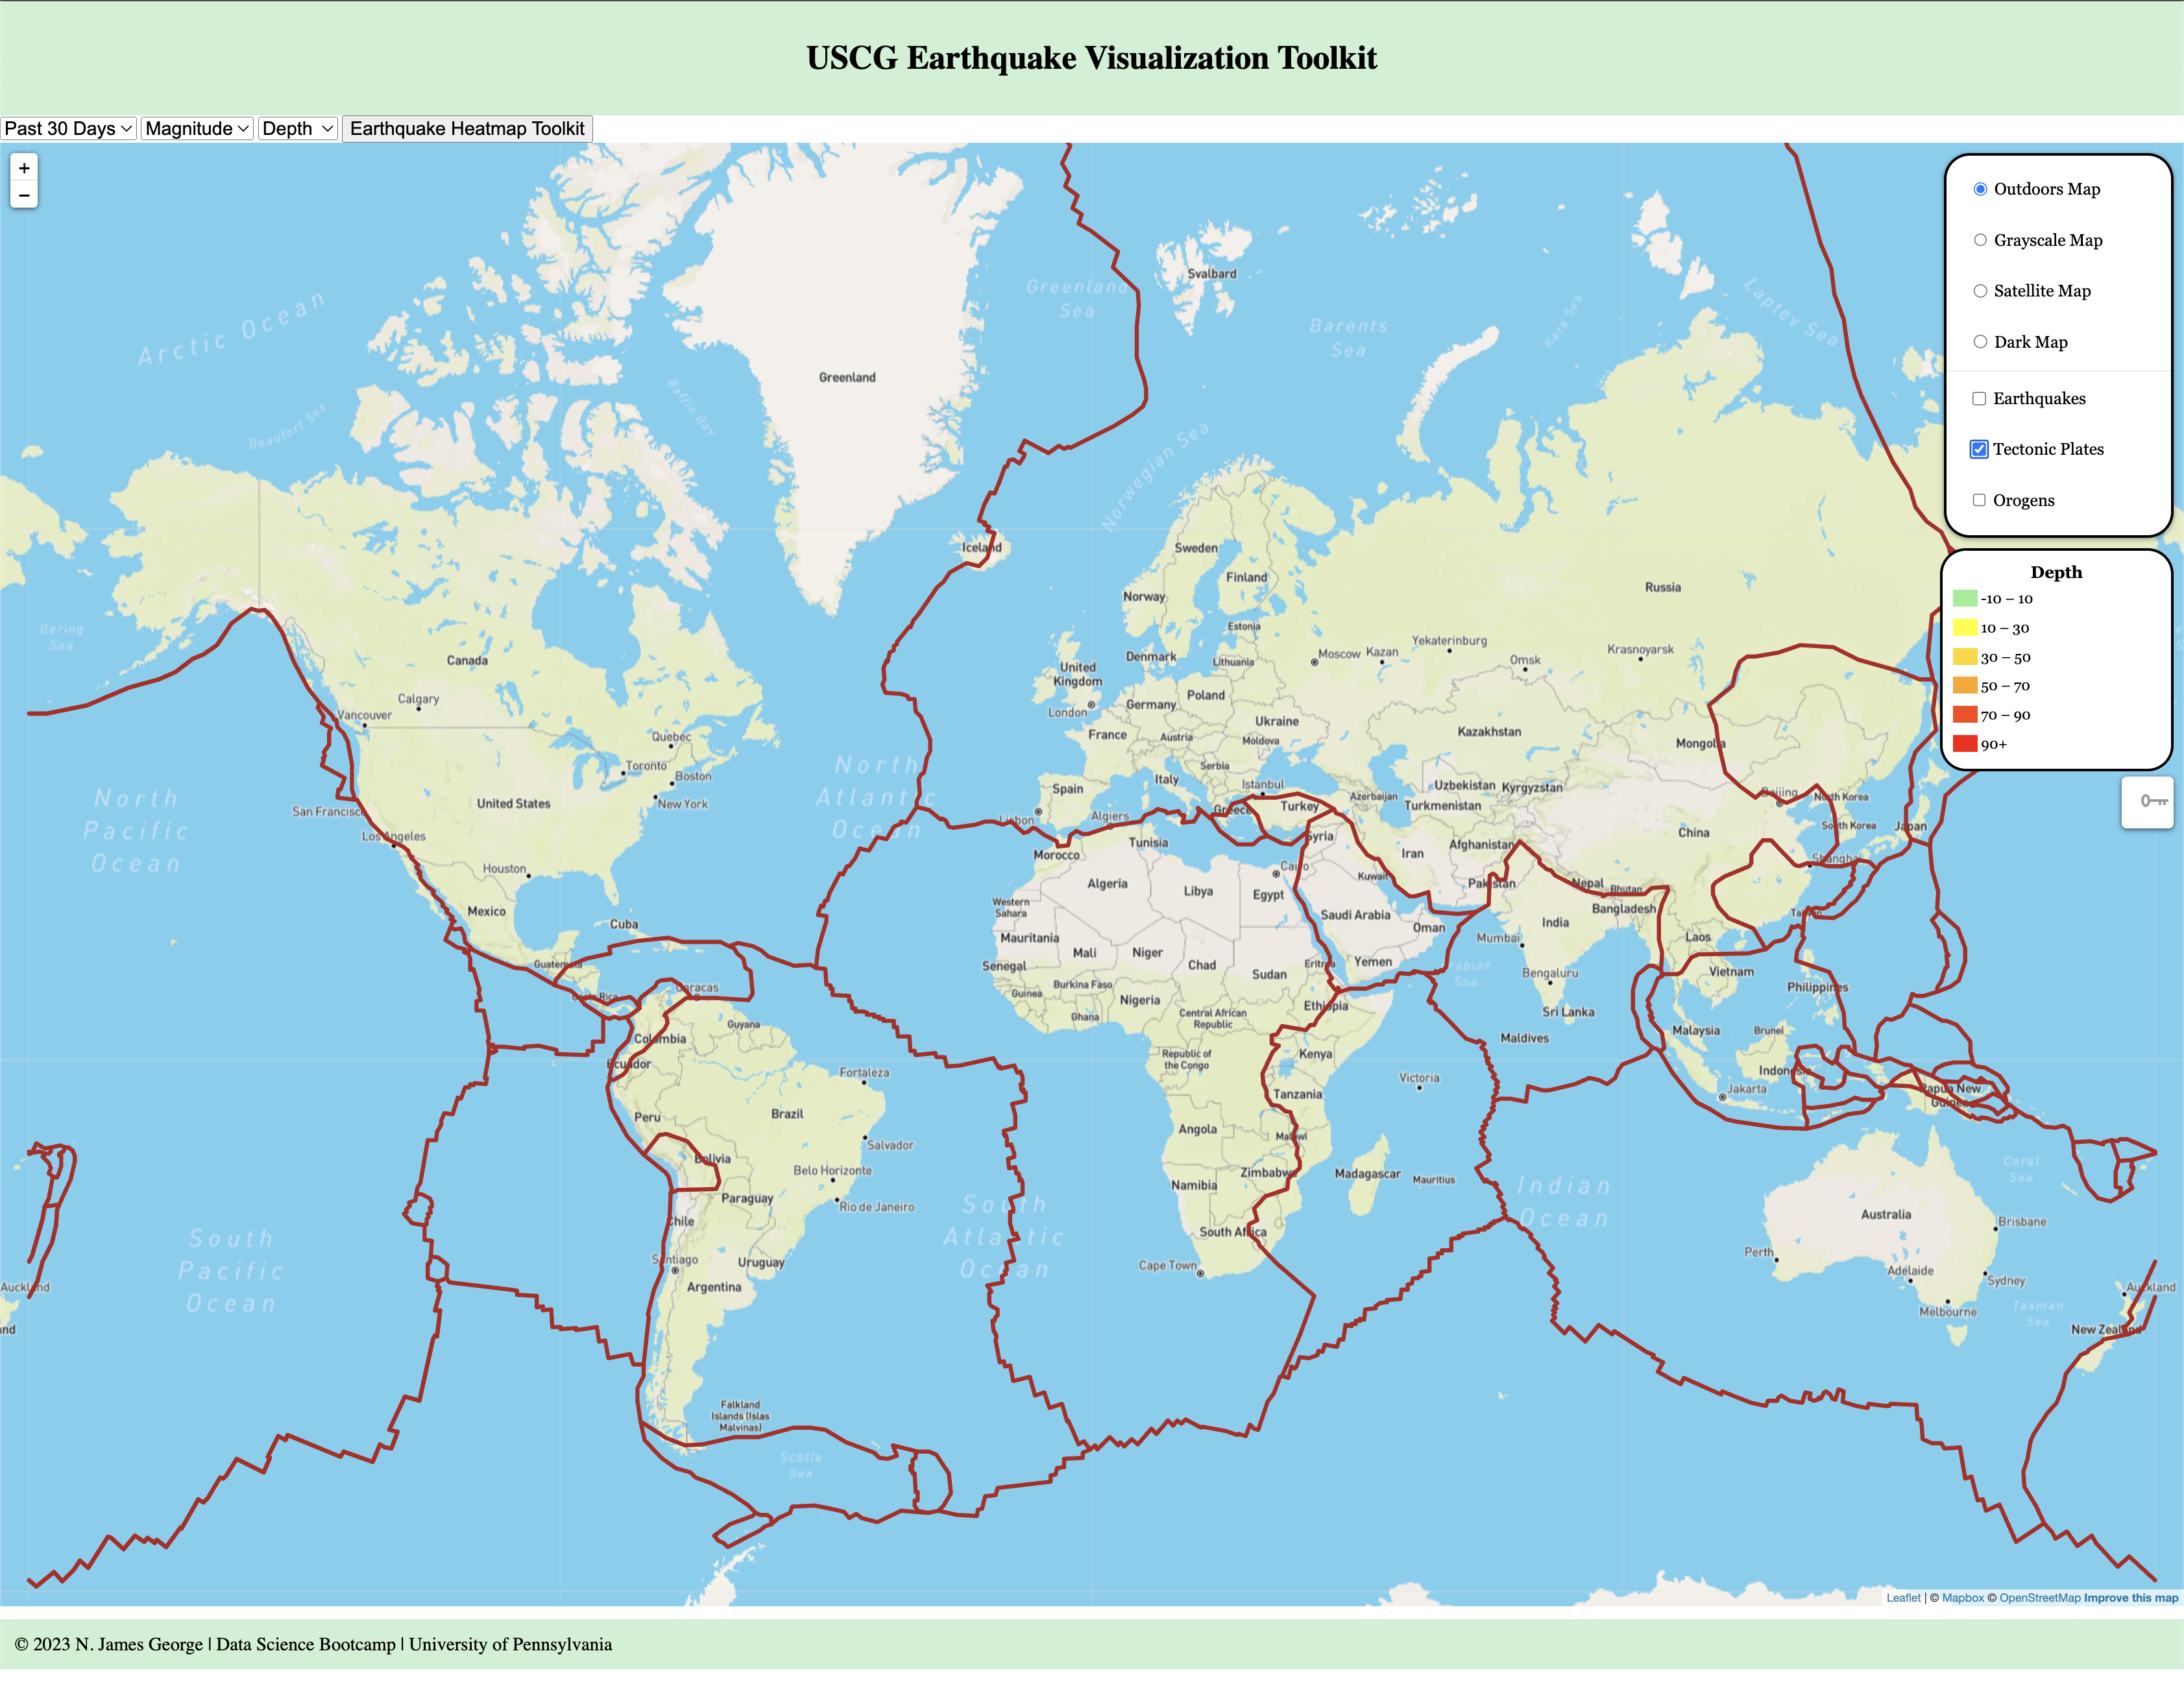 USCG Earthquake Visualization Toolkit
Past 30 Days Magnitude Depth Earthquake Heatmap Toolkit
+
−
Outdoors Map
Grayscale Map
Satellite Map
Dark Map
Earthquakes
Tectonic Plates
Orogens
Depth
-10 – 10
10 – 30
30 – 50
50 – 70
70 – 90
90+
Arctic Ocean
Beaufort Sea
Baffin Bay
Greenland
Greenland
Sea
Svalbard
Barents
Sea
Kara Sea
Laptev Sea
Norwegian Sea
Iceland
Sweden
Finland
Norway
Russia
Bering
Sea
Estonia
Canada
Calgary
Vancouver
United
Kingdom
London
Denmark
Lithuania
Moscow
Kazan
Yekaterinburg
Omsk
Krasnoyarsk
Poland
Germany
Ukraine
France
Austria
Moldova
Kazakhstan
Mongolia
Quebec
Toronto
Boston
New York
United States
San Francisco
Los Angeles
Houston
North
Pacific
Ocean
North
Atlantic
Ocean
Serbia
Italy
Spain
Istanbul
Lisbon
Algiers
Greece
Turkey
Azerbaijan
Uzbekistan
Kyrgyzstan
Turkmenistan
Beijing
North Korea
South Korea
Japan
China
Shanghai
Tunisia
Morocco
Syria
Iran
Afghanistan
Cairo
Kuwait
Pakistan
Nepal
Bhutan
Algeria
Libya
Egypt
Western
Sahara
Saudi Arabia
Bangladesh
India
Taiwan
Mexico
Cuba
Mauritania
Mali
Niger
Chad
Oman
Mumbai
Laos
Guatemala
Senegal
Sudan
Eritrea
Yemen
Arabian
Sea
Bengaluru
Vietnam
Philippines
Costa Rica
Caracas
Guinea
Burkina Faso
Nigeria
Ethiopia
Ghana
Central African
Republic
Sri Lanka
Guyana
Colombia
Maldives
Malaysia
Brunei
Ecuador
Republic of
the Congo
Kenya
Indonesia
Fortaleza
Victoria
Tanzania
Jakarta
Papua New
Guinea
Peru
Brazil
Angola
Malawi
Salvador
Bolivia
Belo Horizonte
Zimbabwe
Madagascar
Mauritius
Namibia
Coral
Sea
Paraguay
Rio de Janeiro
South
Atlantic
Ocean
Indian
Ocean
Chile
South Africa
Australia
Brisbane
South
Pacific
Ocean
Santiago
Uruguay
Cape Town
Perth
Adelaide
Sydney
Argentina
Auckland
Auckland
Melbourne
Tasman
Sea
New Zealand
nd
Falkland
Islands (Islas
Malvinas)
Scotia
Sea
Leaflet | © Mapbox © OpenStreetMap Improve this map
© 2023 N. James George | Data Science Bootcamp | University of Pennsylvania